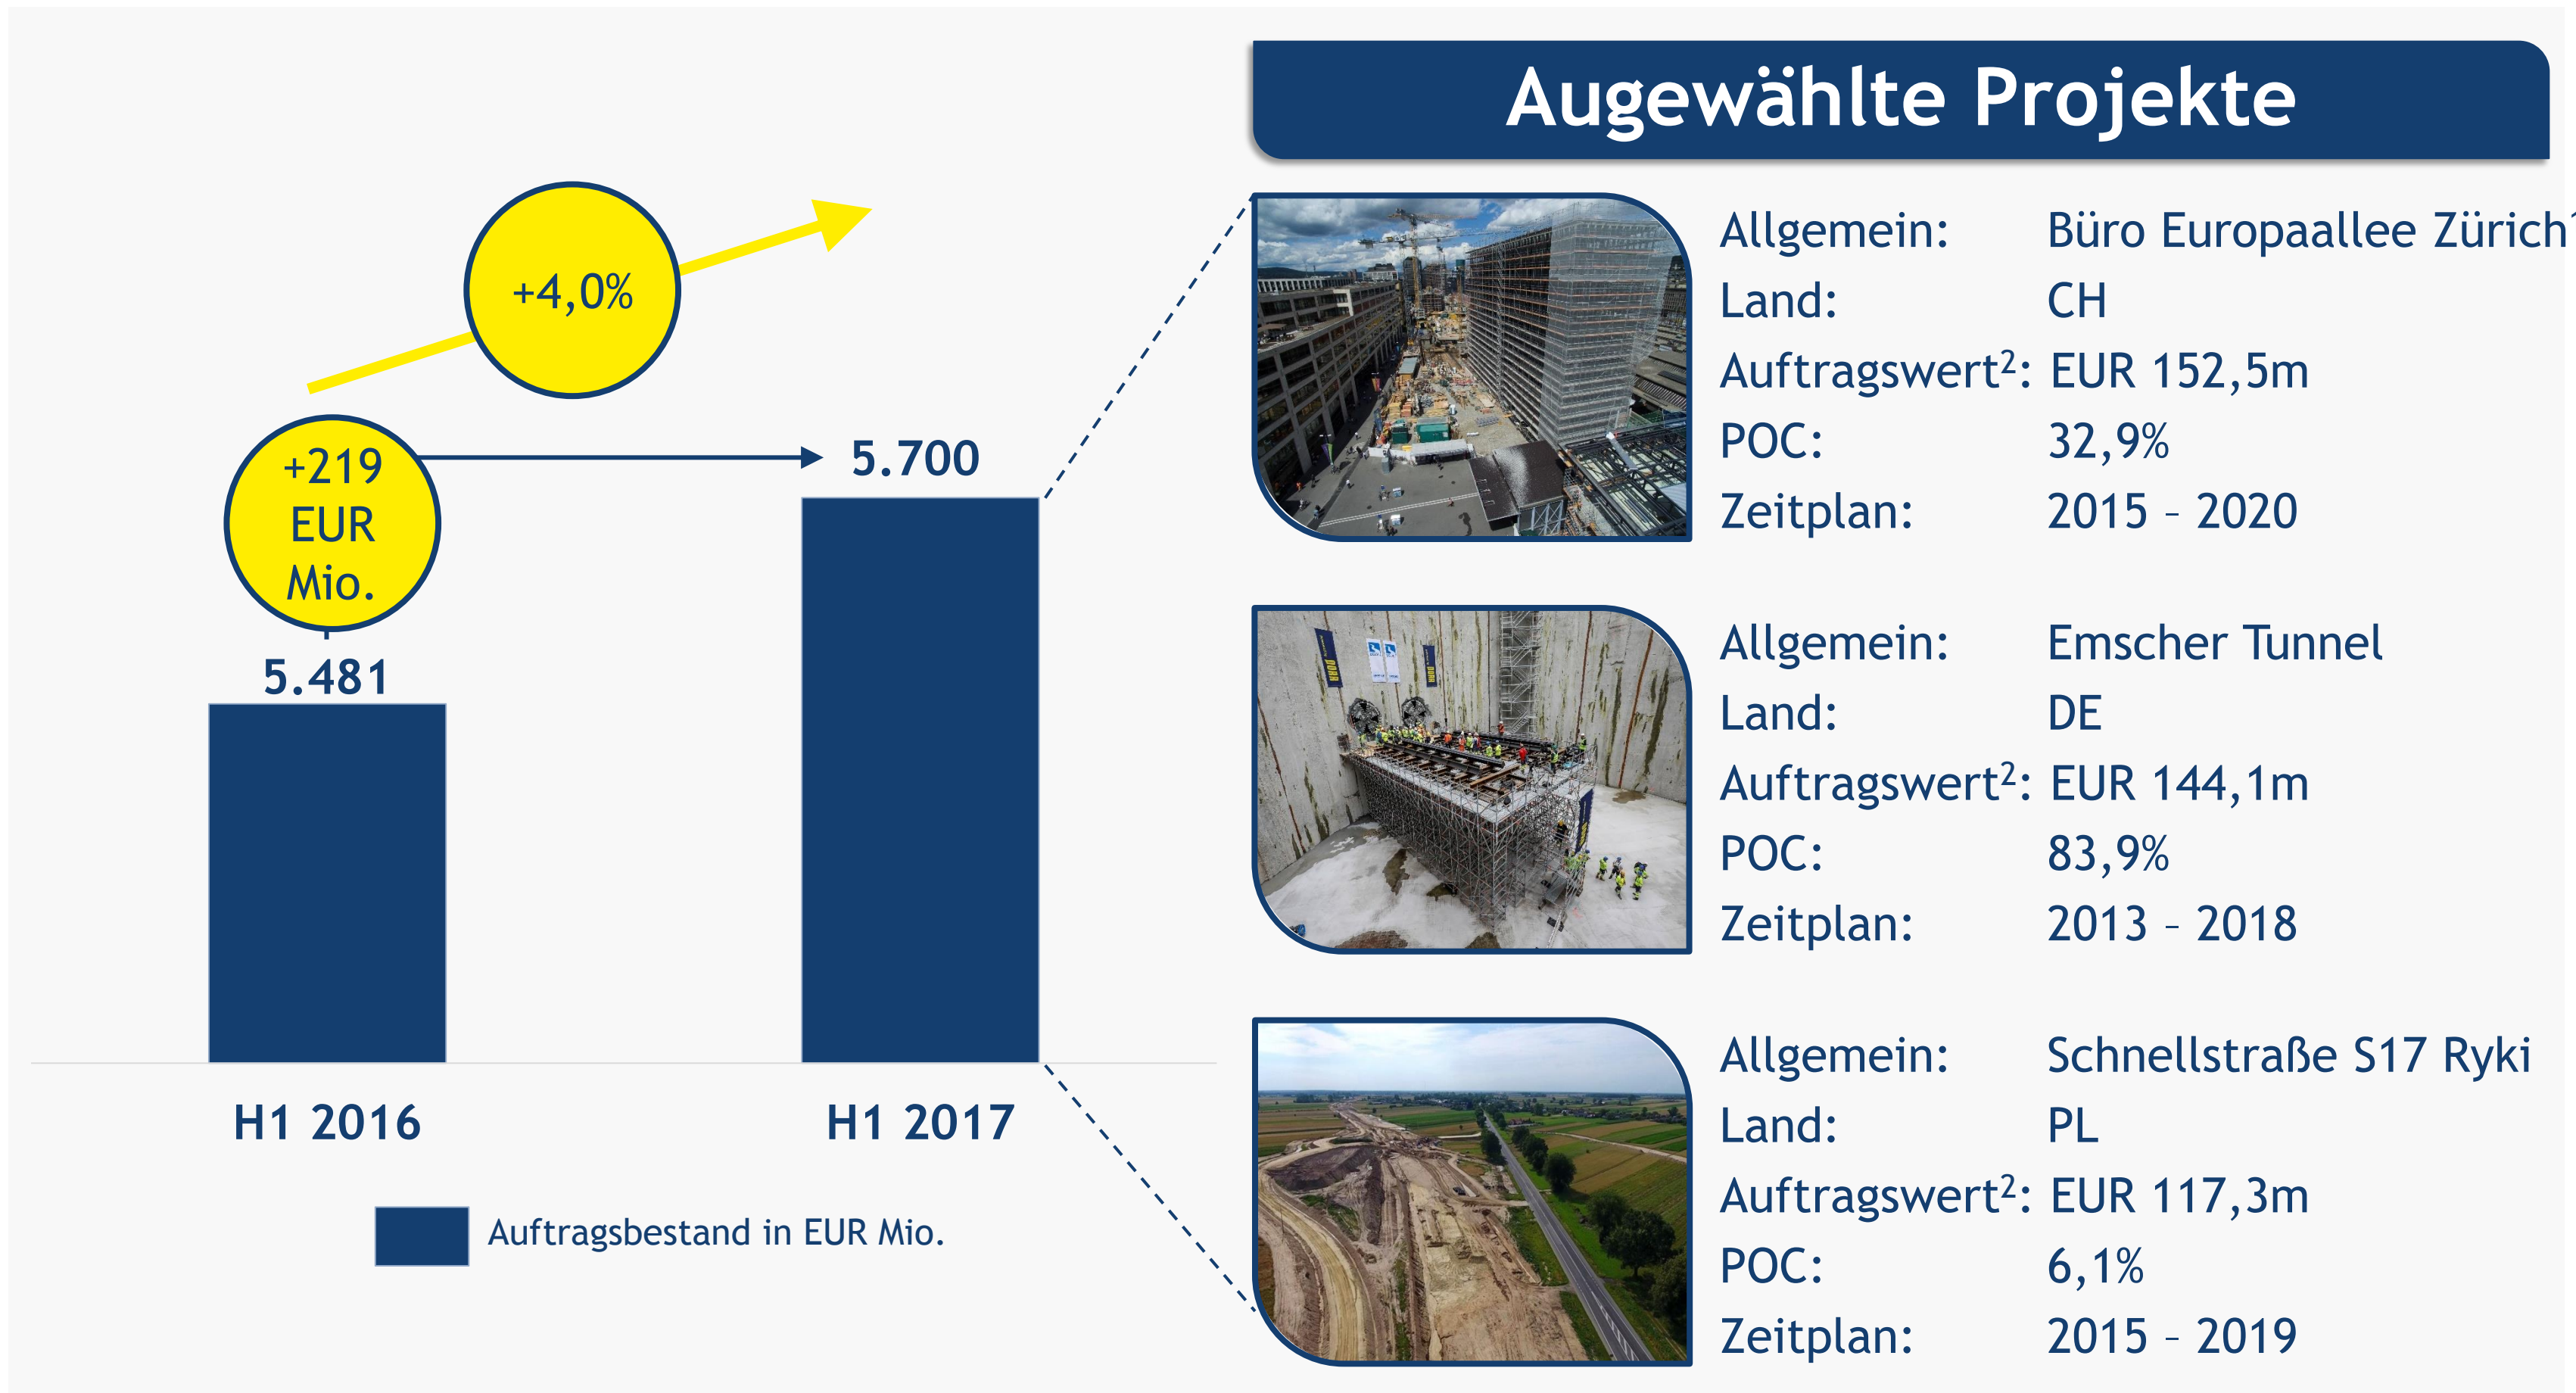 Augewählte Projekte
+4,0%
+219
EUR
Mio.
5.481
5.700
H1 2016
H1 2017
Auftragsbestand in EUR Mio.
Allgemein: Büro Europaallee Zürich¹
Land: CH
Auftragswert²: EUR 152,5m
POC: 32,9%
Zeitplan: 2015 – 2020
Allgemein: Emscher Tunnel
Land: DE
Auftragswert²: EUR 144,1m
POC: 83,9%
Zeitplan: 2013 – 2018
Allgemein: Schnellstraße S17 Ryki
Land: PL
Auftragswert²: EUR 117,3m
POC: 6,1%
Zeitplan: 2015 – 2019